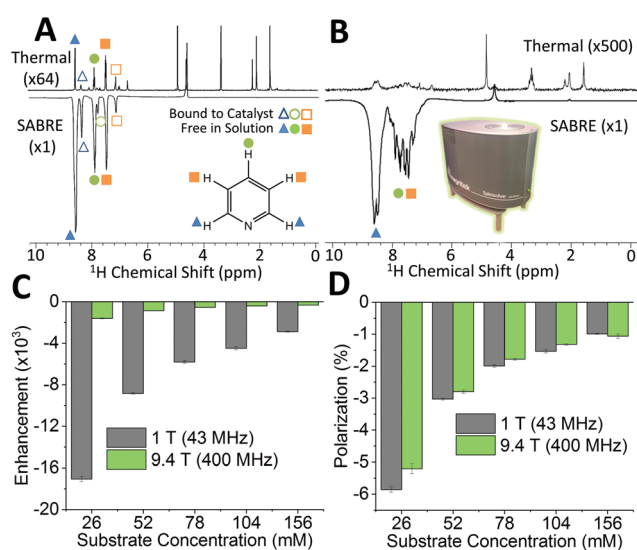 A
Thermal
(x64)
Bound to Catalyst
Free in Solution
SABRE
(x1)
H
H
H
H
H
N
10
8
6
4
2
0
¹H Chemical Shift (ppm)
B
Thermal (x500)
SABRE (x1)
10
8
6
4
2
0
¹H Chemical Shift (ppm)
C
0
-4
-8
-12
-16
-20
Enhancement (x10³)
1 T (43 MHz)
9.4 T (400 MHz)
26
52
78
104
156
Substrate Concentration (mM)
D
0
-1
-2
-3
-4
-5
-6
Polarization (%)
1 T (43 MHz)
9.4 T (400 MHz)
26
52
78
104
156
Substrate Concentration (mM)